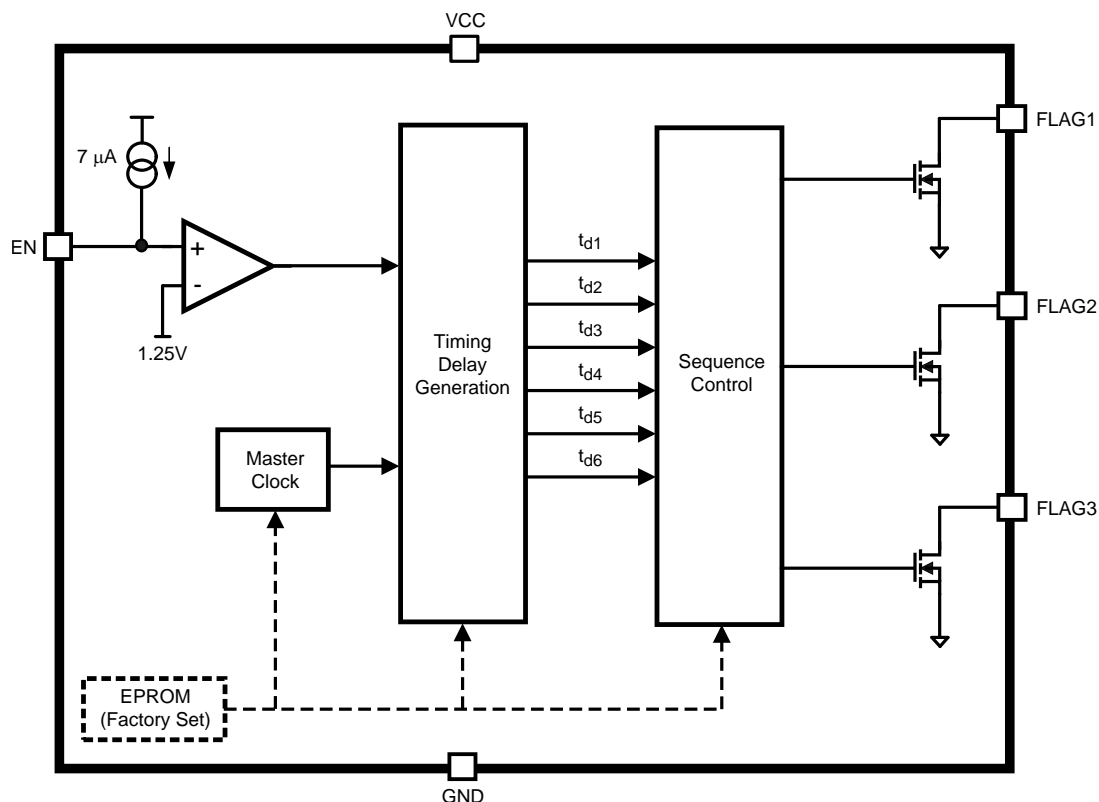 VCC
FLAG1
7 μA
EN
+
-
1.25V
td1
td2
td3
td4
td5
td6
Timing
Delay
Generation
Sequence
Control
FLAG2
Master
Clock
FLAG3
EPROM
(Factory Set)
GND